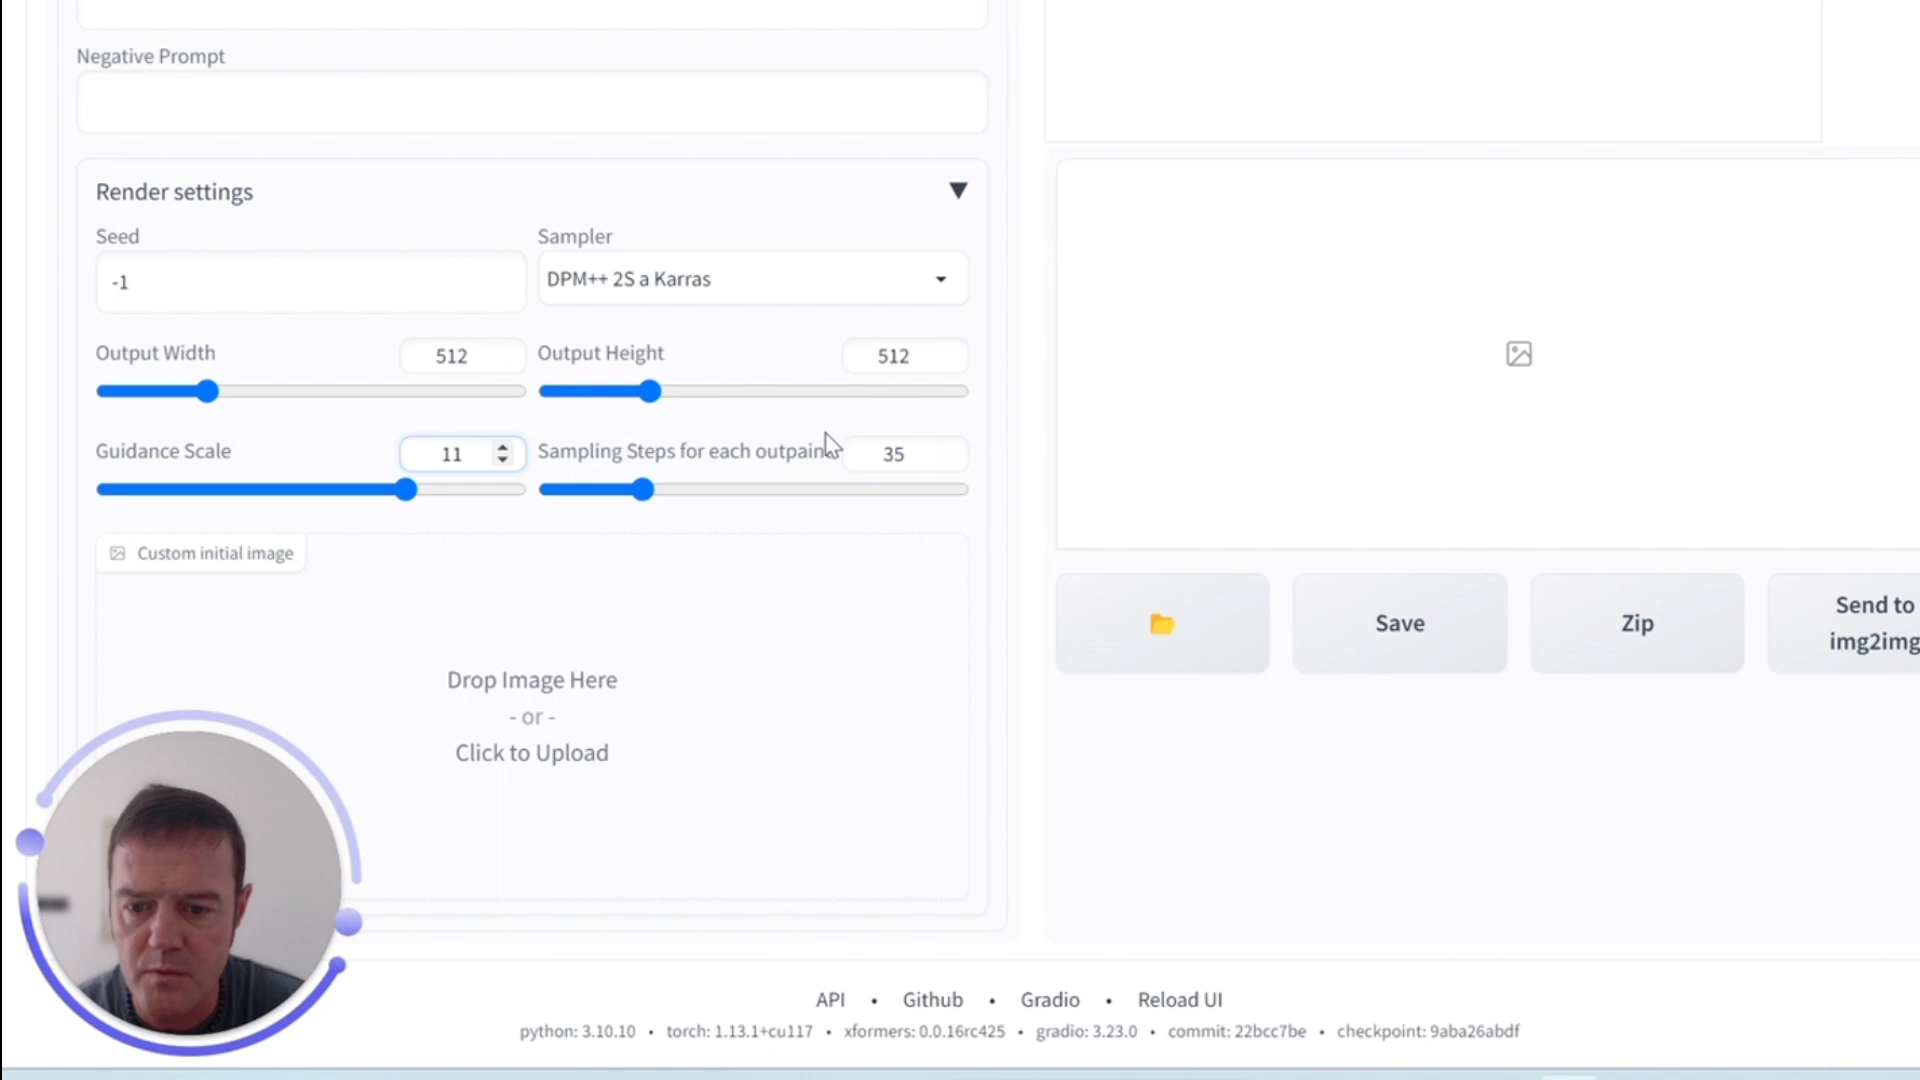 Negative Prompt
Render settings
▼
Seed
Sampler
-1
DPM++ 2S a Karras
Output Width
512
Output Height
512
Guidance Scale
11
Sampling Steps for each outpain
35
Custom initial image
Drop Image Here
- or -
Click to Upload
Save
Zip
Send to
img2img
API • Github • Gradio • Reload UI
python: 3.10.10 • torch: 1.13.1+cu117 • xformers: 0.0.16rc425 • gradio: 3.23.0 • commit: 22bcc7be • checkpoint: 9aba26abdf